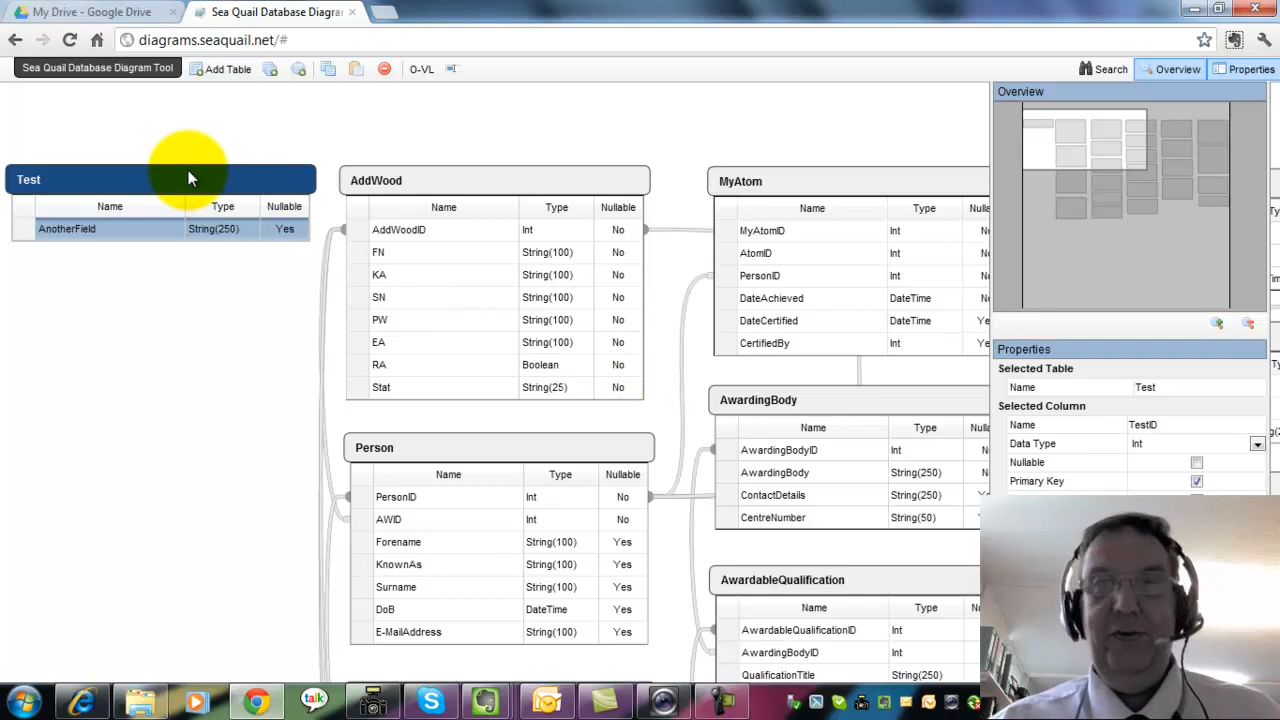 My Drive - Google Drive
Sea Quail Database Diagram
diagrams.seaquail.net/#
Sea Quail Database Diagram Tool
Add Table
O-VL
Search
Overview
Properties
Overview
Test
Name Type Nullable
AnotherField String(250) Yes
AddWood
Name Type Nullable
AddWoodID Int No
FN String(100) No
KA String(100) No
SN String(100) No
PW String(100) No
EA String(100) No
RA Boolean No
Stat String(25) No
Person
Name Type Nullable
PersonID Int No
AWID Int No
Forename String(100) Yes
KnownAs String(100) Yes
Surname String(100) Yes
DoB DateTime Yes
E-MailAddress String(100) Yes
MyAtom
Name Type Nulla
MyAtomID Int
AtomID Int
PersonID Int
DateAchieved DateTime
DateCertified DateTime Ye
CertifiedBy Int Ye
AwardingBody
Name Type Nulla
AwardingBodyID Int
AwardingBody String(250)
ContactDetails String(250)
CentreNumber String(50)
AwardableQualification
Name Type
AwardableQualificationID Int
AwardingBodyID Int
QualificationTitle String(250)
Properties
Selected Table
Name Test
Selected Column
Name TestID
Data Type Int
Nullable
Primary Key
talk